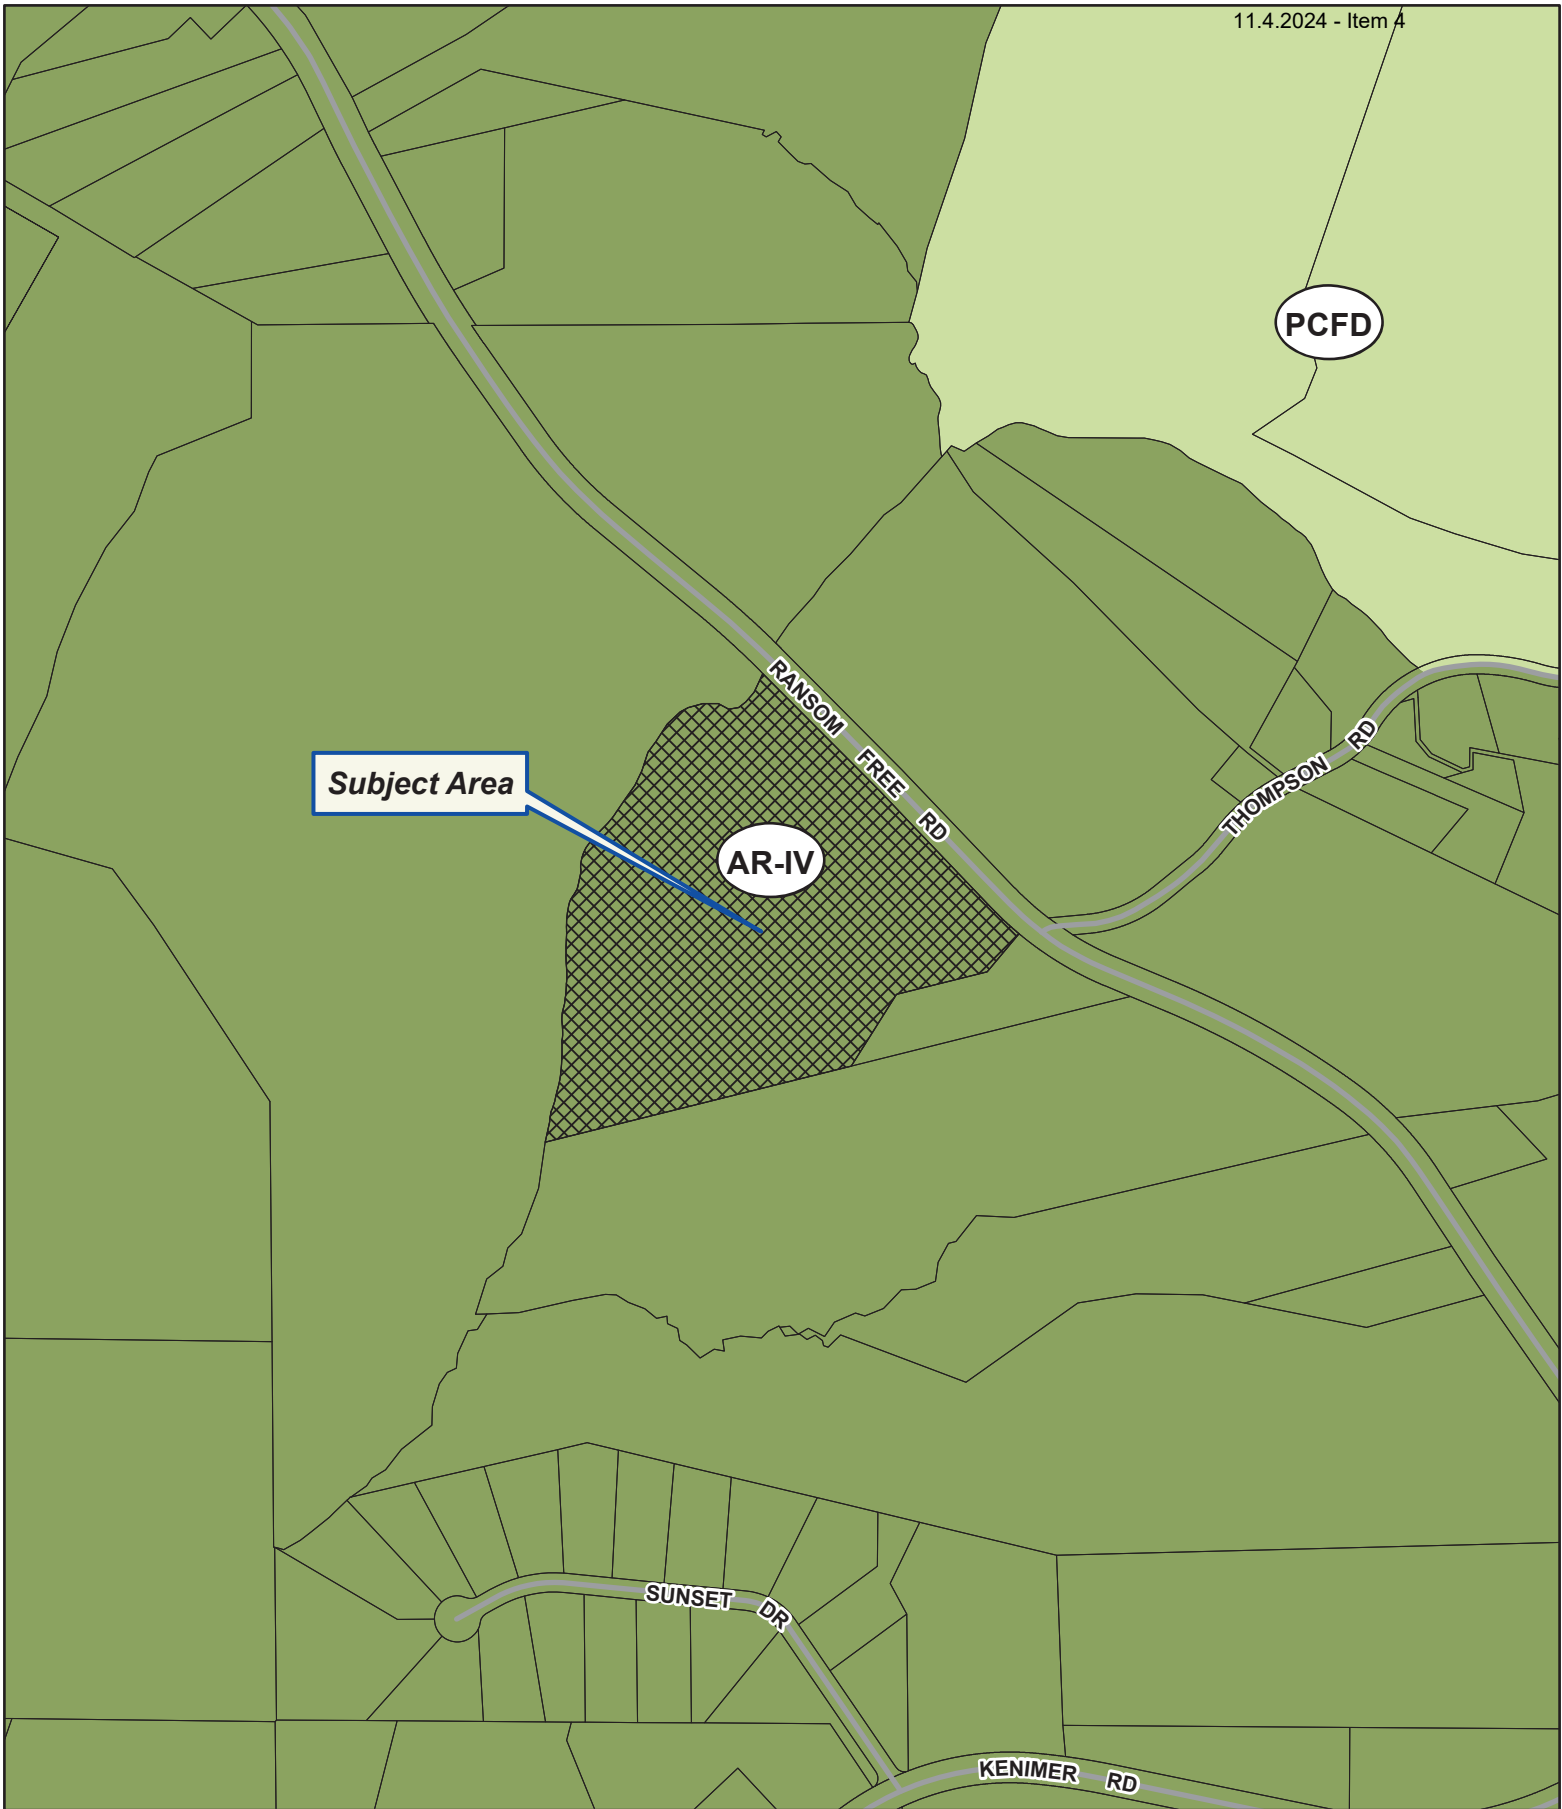 11.4.2024 - Item 4
PCFD
RANSOM FREE RD
THOMPSON RD
Subject Area
AR-IV
SUNSET DR
KENIMER RD